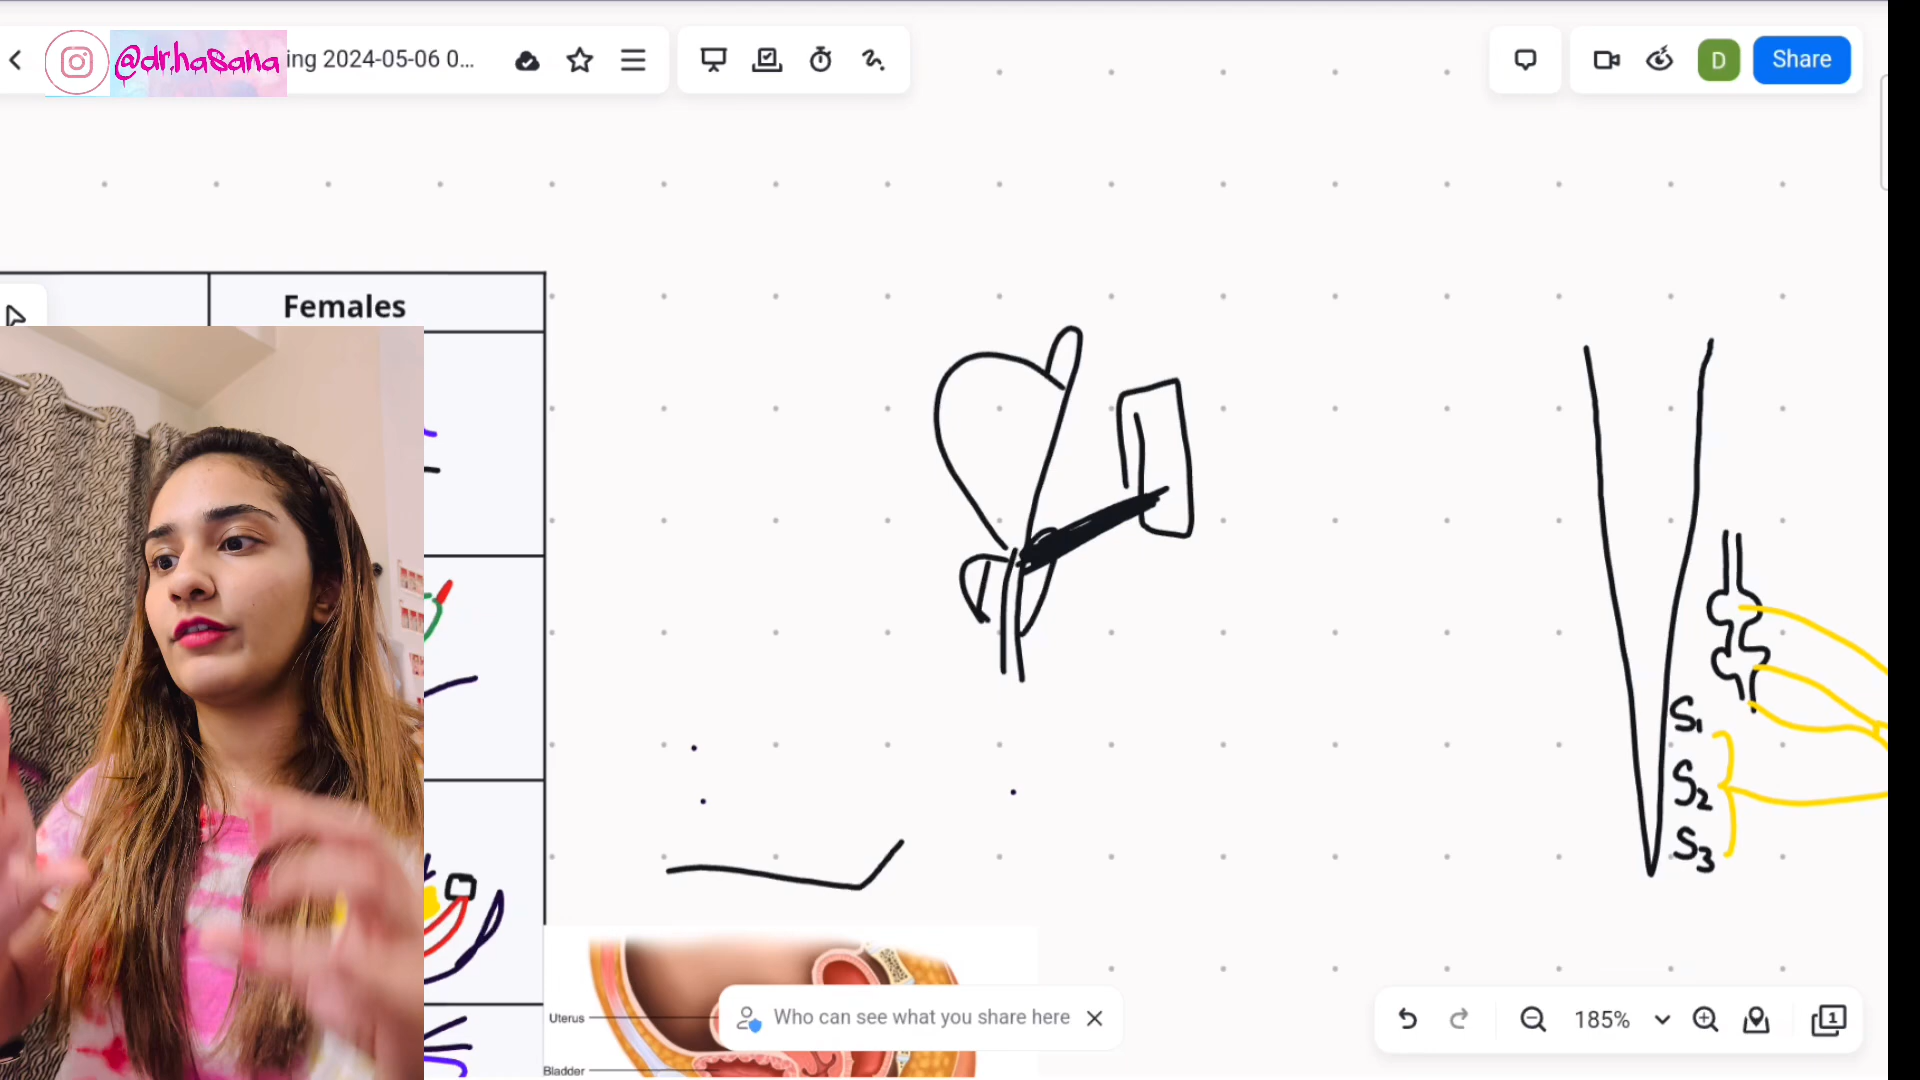 @dr.hasana
ing 2024-05-06 0...
D
Share
Females
S1
S2
S3
Uterus
Bladder
Who can see what you share here
185%
1